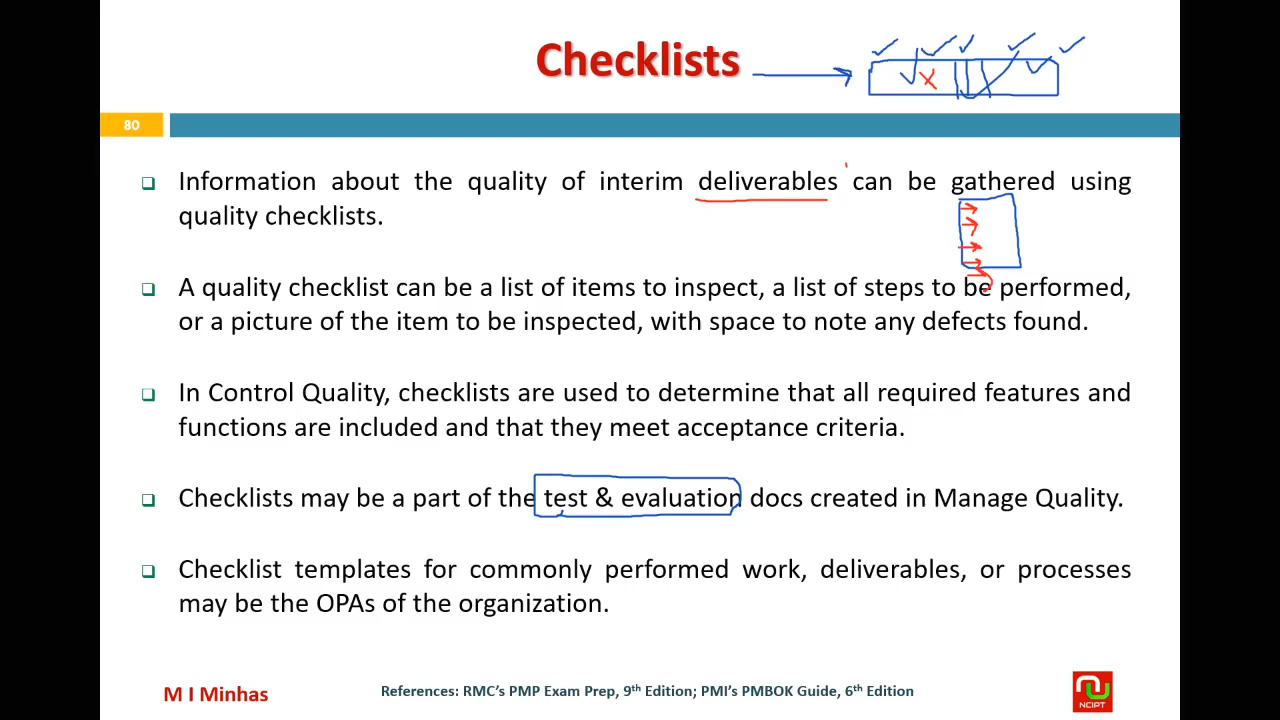 Checklists
80
Information about the quality of interim deliverables can be gathered using
quality checklists.
A quality checklist can be a list of items to inspect, a list of steps to be performed,
or a picture of the item to be inspected, with space to note any defects found.
In Control Quality, checklists are used to determine that all required features and
functions are included and that they meet acceptance criteria.
Checklists may be a part of the test & evaluation docs created in Manage Quality.
Checklist templates for commonly performed work, deliverables, or processes
may be the OPAs of the organization.
M I Minhas
References: RMC's PMP Exam Prep, 9th Edition; PMI's PMBOK Guide, 6th Edition
NCIPT